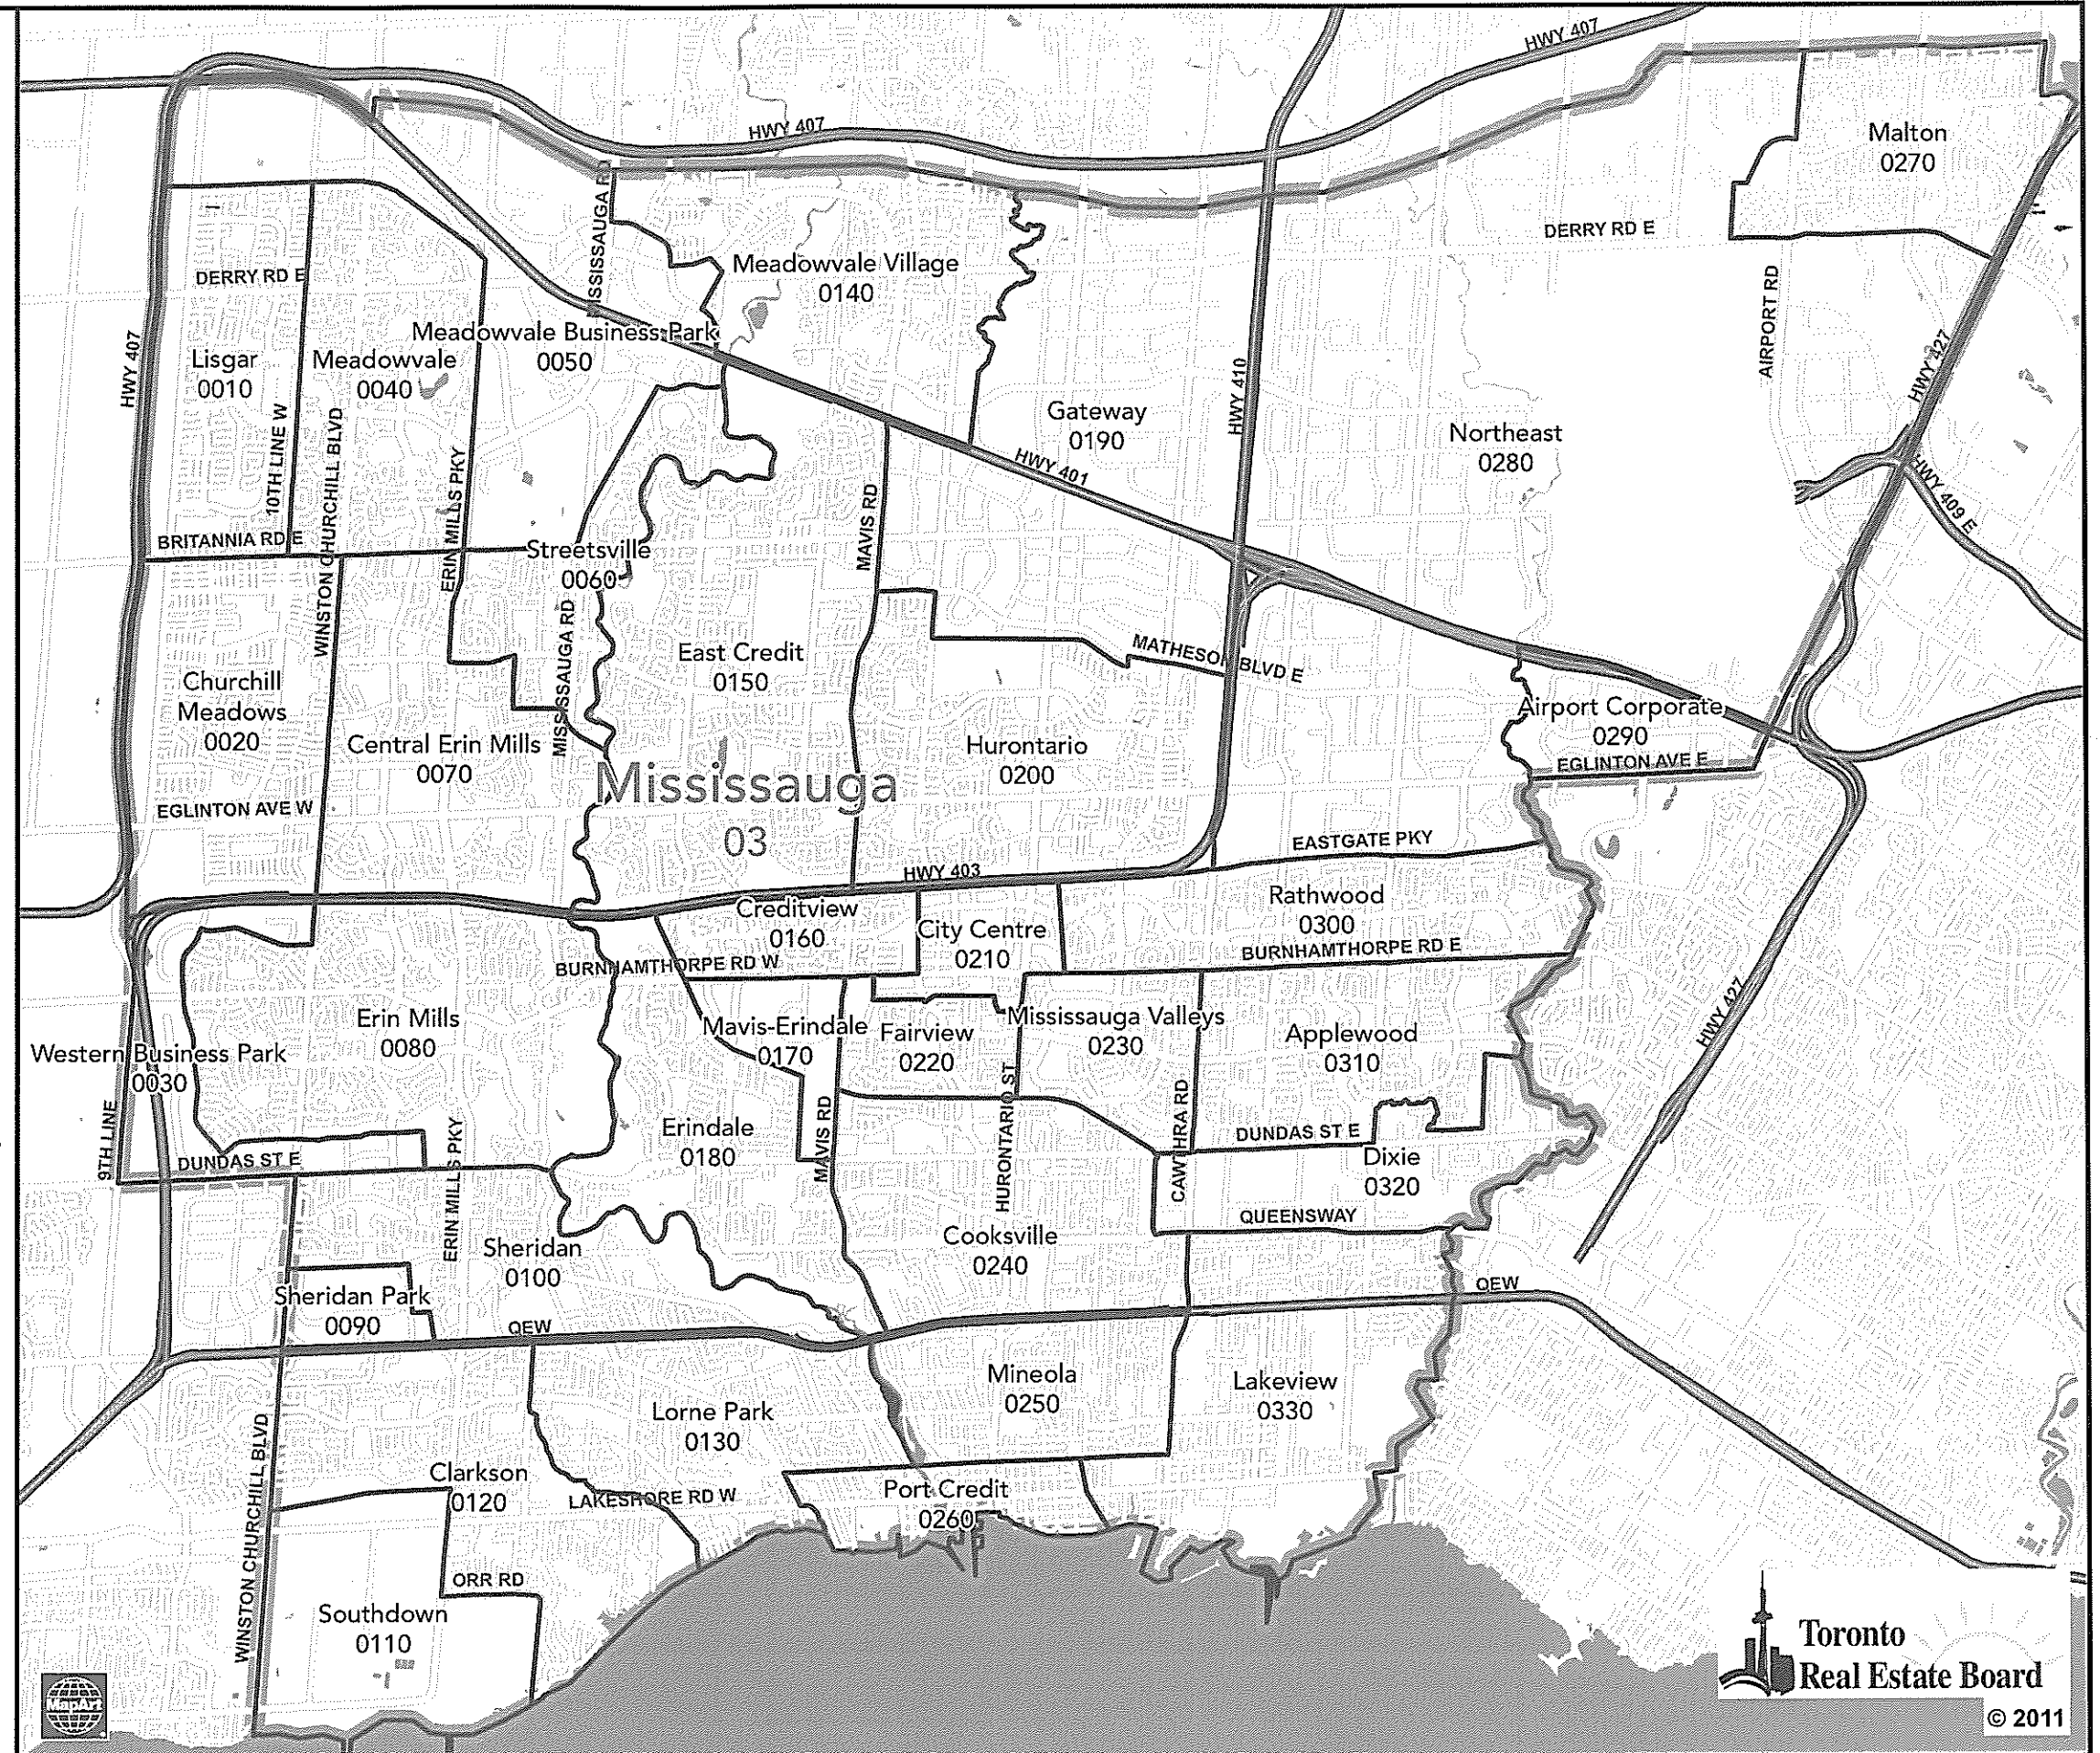 HWY 407
HWY 407
Malton
0270
DERRY RD E
Meadowvale Village
0140
MISSISSAUGA RD
DERRY RD E
AIRPORT RD
Meadowvale Business Park
0050
HWY 407
Lisgar
0010
Meadowvale
0040
HWY 427
HWY 410
Gateway
0190
Northeast
0280
10TH LINE W
WINSTON CHURCHILL BLVD
ERIN MILLS PKY
HWY 401
HWY 409 E
MAVIS RD
BRITANNIA RD E
Streetsville
0060
MISSISSAUGA RD
East Credit
0150
MATHESON BLVD E
Churchill
Meadows
0020
Central Erin Mills
0070
Hurontario
0200
Airport Corporate
0290
EGLINTON AVE E
Mississauga
03
EGLINTON AVE W
EASTGATE PKY
HWY 403
Creditview
0160
City Centre
0210
Rathwood
0300
BURNHAMTHORPE RD W
BURNHAMTHORPE RD E
Erin Mills
0080
Western Business Park
0030
Mavis-Erindale
0170
Fairview
0220
Mississauga Valleys
0230
Applewood
0310
HWY 427
9TH LINE
DUNDAS ST E
ERIN MILLS PKY
Erindale
0180
MAVIS RD
HURONTARIO ST
CAWTHRA RD
DUNDAS ST E
Dixie
0320
QUEENSWAY
Sheridan
0100
Cooksville
0240
Sheridan Park
0090
QEW
QEW
Mineola
0250
Lakeview
0330
Lorne Park
0130
WINSTON CHURCHILL BLVD
Clarkson
0120
LAKESHORE RD W
Port Credit
0260
ORR RD
Southdown
0110
MapArt
Toronto
Real Estate Board
© 2011